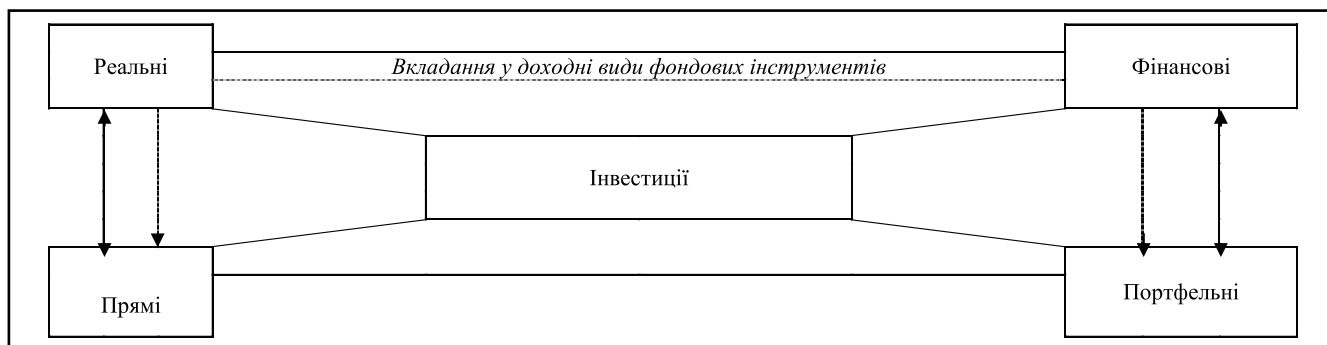 Реальні
Вкладання у доходні види фондових інструментів
Фінансові
Інвестиції
Прямі
Портфельні